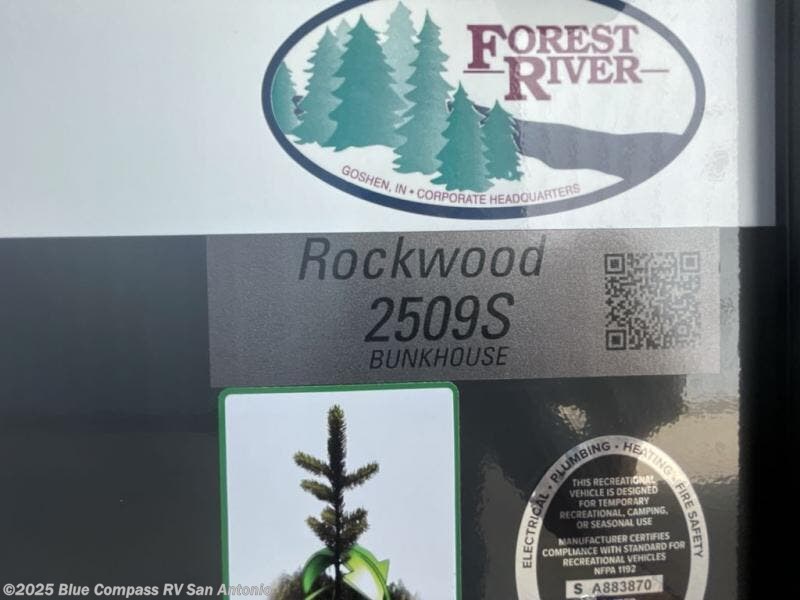 FOREST
RIVER
GOSHEN, IN • CORPORATE HEADQUARTERS
Rockwood
2509S
BUNKHOUSE
ELECTRICAL • PLUMBING • HEATING • FIRE SAFETY
THIS RECREATIONAL
VEHICLE IS DESIGNED
FOR TEMPORARY
RECREATIONAL, CAMPING,
OR SEASONAL USE
MANUFACTURER CERTIFIES
COMPLIANCE WITH STANDARD FOR
RECREATIONAL VEHICLES
NFPA 1192
S A883870
©2025 Blue Compass RV San Antonio